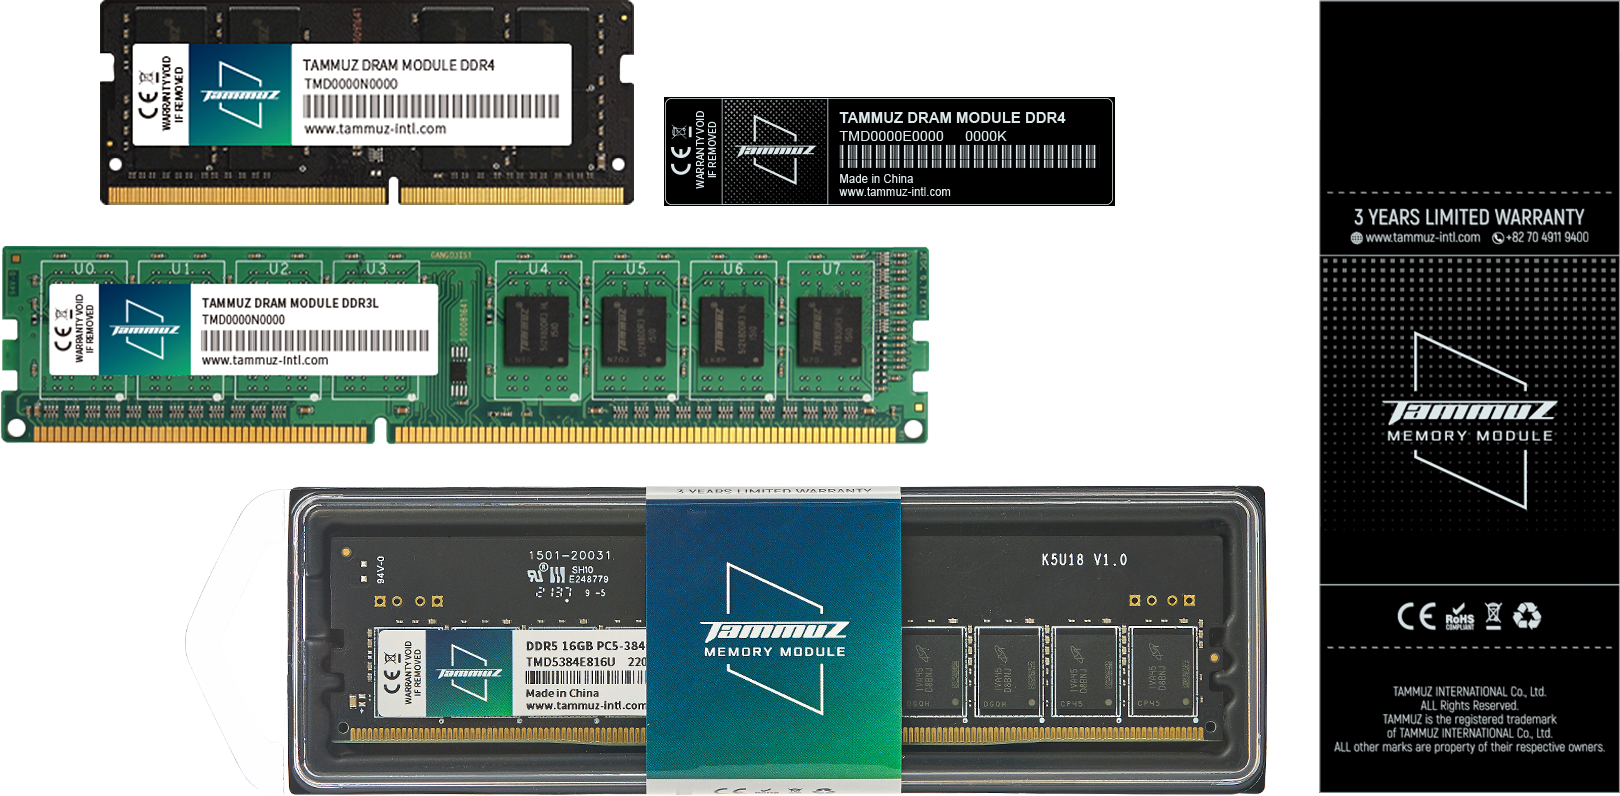 WARRANTY VOID
IF REMOVED
Tammuz
TAMMUZ DRAM MODULE DDR4
TMD0000N0000
www.tammuz-intl.com
WARRANTY VOID
IF REMOVED
Tammuz
TAMMUZ DRAM MODULE DDR4
TMD0000E0000 0000K
Made in China
www.tammuz-intl.com
U0 U1 U2 U3 U4 U5 U6 U7
WARRANTY VOID
IF REMOVED
Tammuz
TAMMUZ DRAM MODULE DDR3L
TMD0000N0000
www.tammuz-intl.com
3 YEARS LIMITED WARRANTY
94V-0
1501-20031
SH10
E248779
2137 9 -5
K5U18 V1.0
WARRANTY VOID
IF REMOVED
Tammuz
DDR5 16GB PC5-384
TMD5384E816U 220
Made in China
www.tammuz-intl.com
Tammuz
MEMORY MODULE
3 YEARS LIMITED WARRANTY
www.tammuz-intl.com +82 70 4911 9400
Tammuz
MEMORY MODULE
CE RoHS
COMPLIANT
TAMMUZ INTERNATIONAL Co., Ltd.
ALL Rights Reserved.
TAMMUZ is the registered trademark
of TAMMUZ INTERNATIONAL Co., Ltd.
ALL other marks are property of their respective owners.